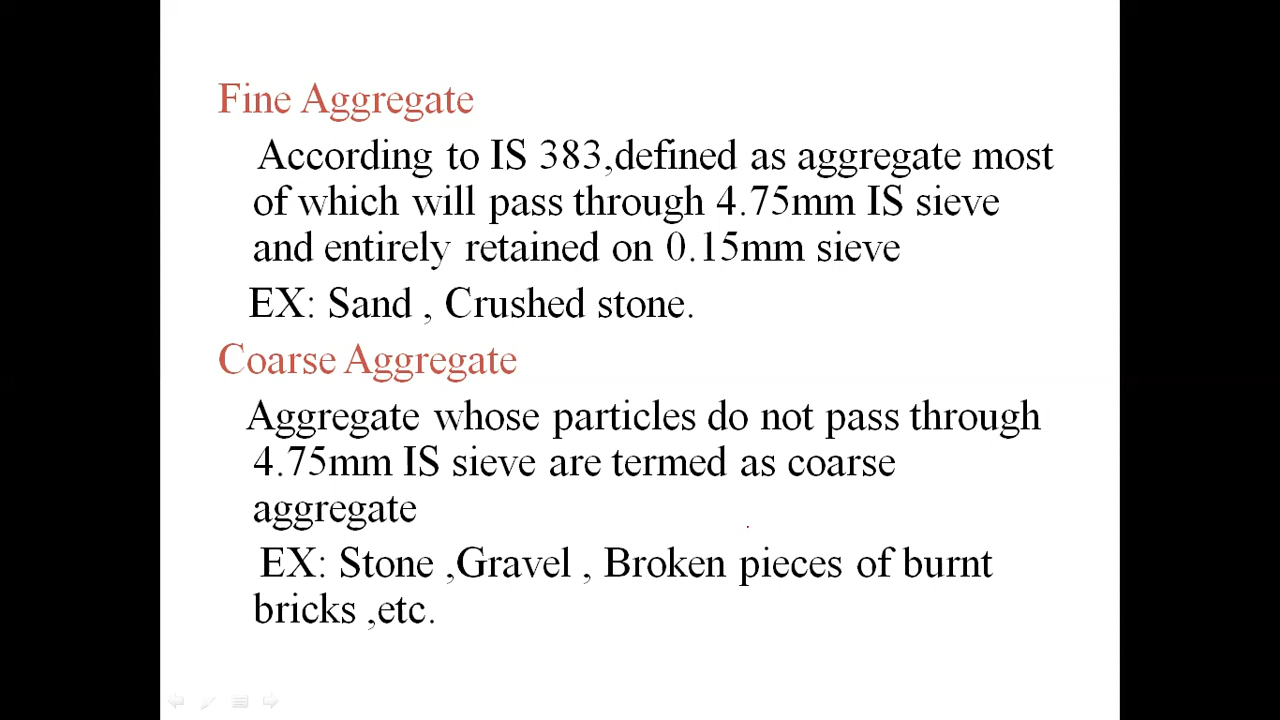 Fine Aggregate
According to IS 383,defined as aggregate most
of which will pass through 4.75mm IS sieve
and entirely retained on 0.15mm sieve
EX: Sand , Crushed stone.
Coarse Aggregate
Aggregate whose particles do not pass through
4.75mm IS sieve are termed as coarse
aggregate
EX: Stone ,Gravel , Broken pieces of burnt
bricks ,etc.